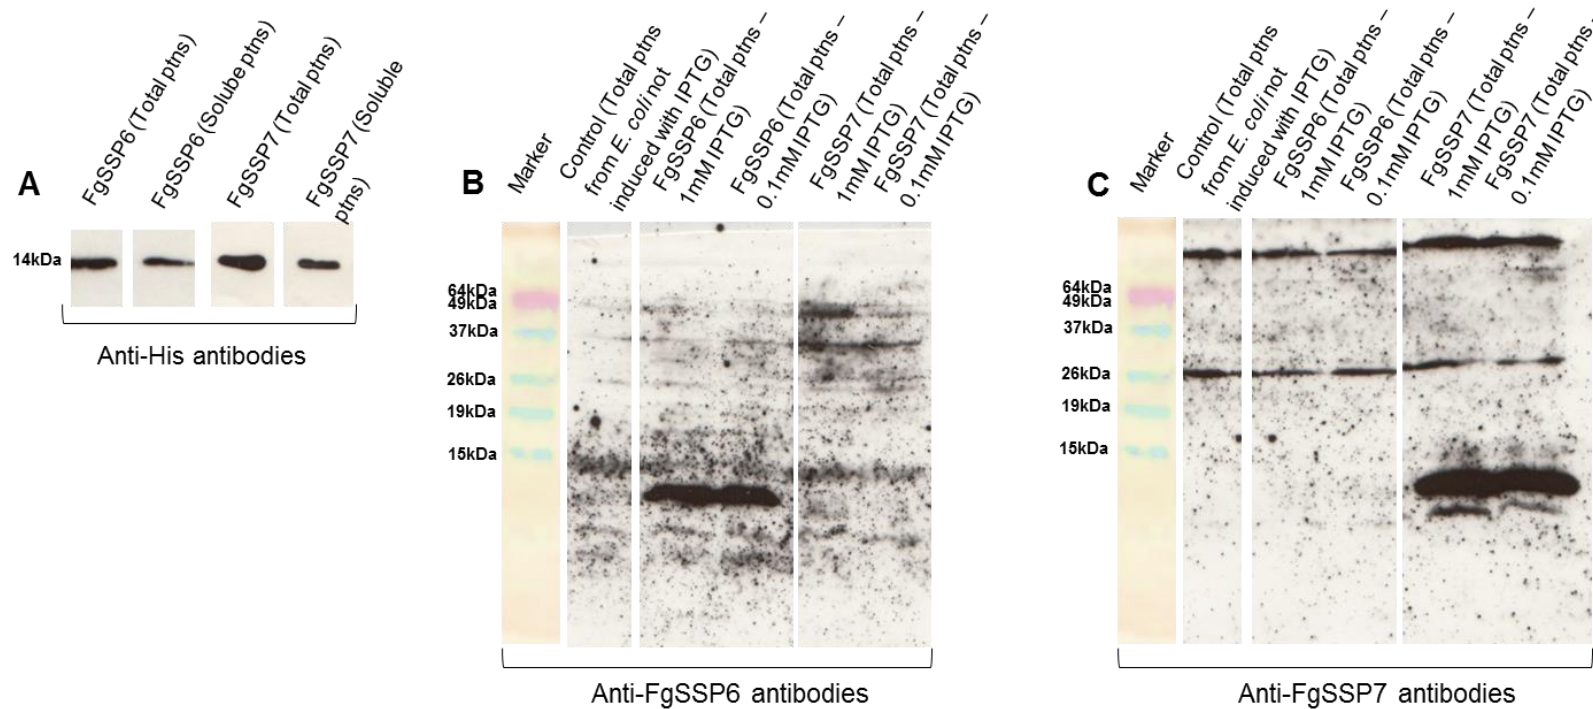 A
FgSSP6 (Total ptns)
FgSSP6 (Solube ptns)
FgSSP7 (Total ptns)
FgSSP7 (Soluble
ptns)
14kDa
Anti-His antibodies
B
Marker
Control (Total ptns
from E. coli not
induced with IPTG)
FgSSP6 (Total ptns –
1mM IPTG)
FgSSP6 (Total ptns –
0.1mM IPTG)
FgSSP7 (Total ptns –
1mM IPTG)
FgSSP7 (Total ptns –
0.1mM IPTG)
64kDa
49kDa
37kDa
26kDa
19kDa
15kDa
Anti-FgSSP6 antibodies
C
Marker
Control (Total ptns
from E. coli not
induced with IPTG)
FgSSP6 (Total ptns –
1mM IPTG)
FgSSP6 (Total ptns –
0.1mM IPTG)
FgSSP7 (Total ptns –
1mM IPTG)
FgSSP7 (Total ptns –
0.1mM IPTG)
64kDa
49kDa
37kDa
26kDa
19kDa
15kDa
Anti-FgSSP7 antibodies